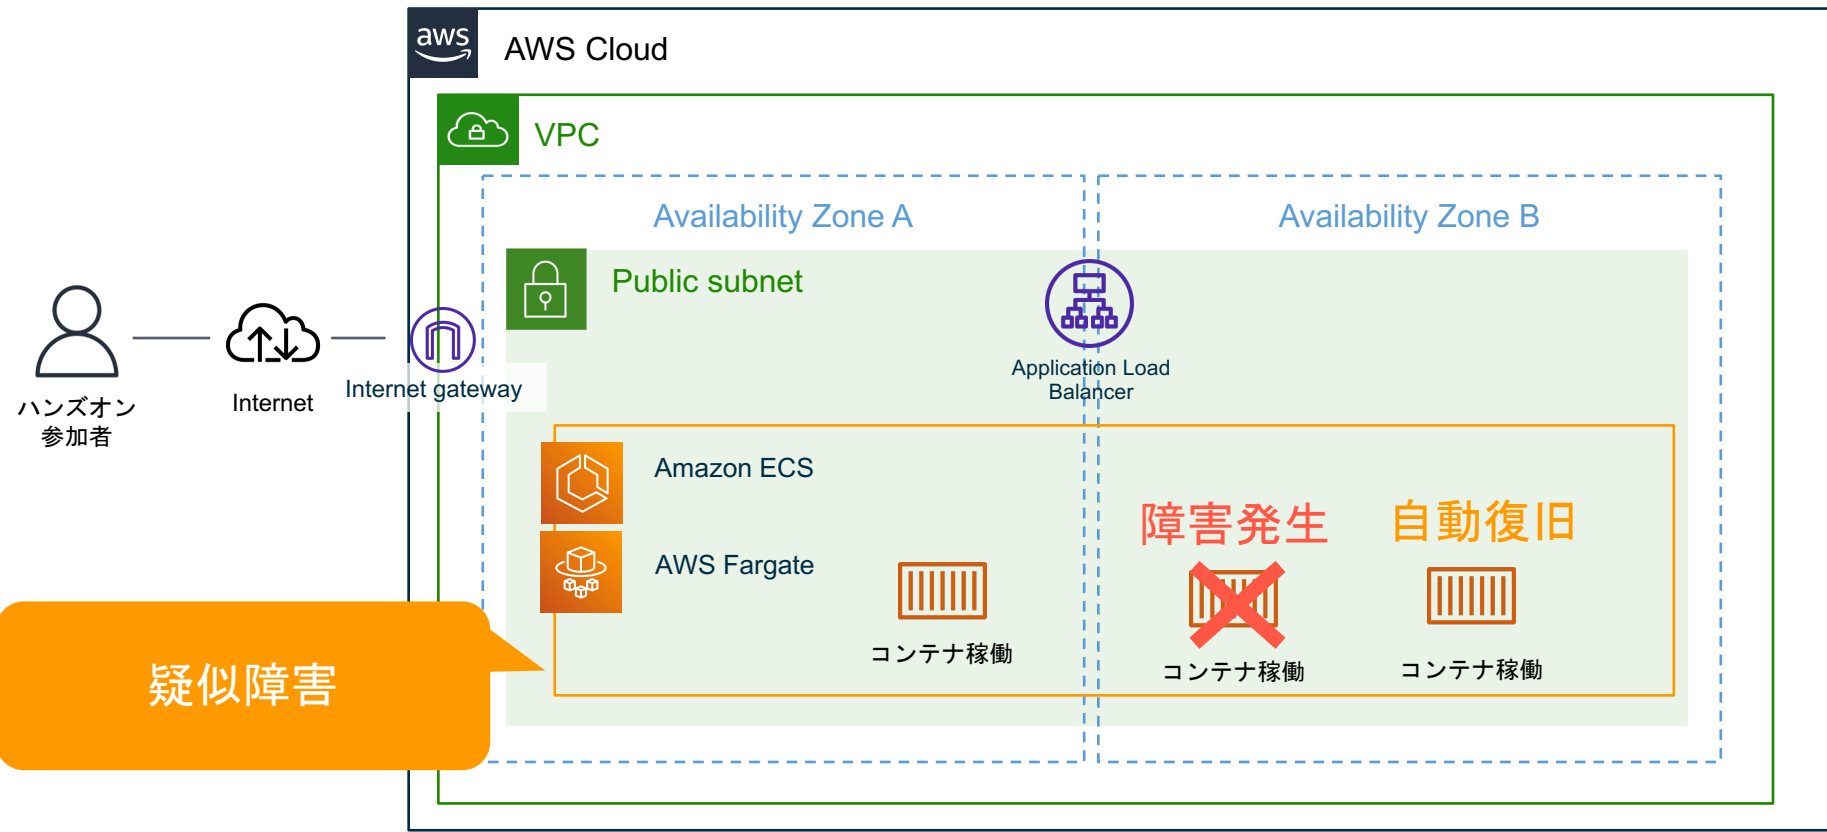 aws
AWS Cloud
VPC
Availability Zone A
Availability Zone B
Public subnet
Application Load
Balancer
ハンズオン
参加者
Internet
Internet gateway
Amazon ECS
AWS Fargate
障害発生
自動復旧
コンテナ稼働
コンテナ稼働
コンテナ稼働
疑似障害